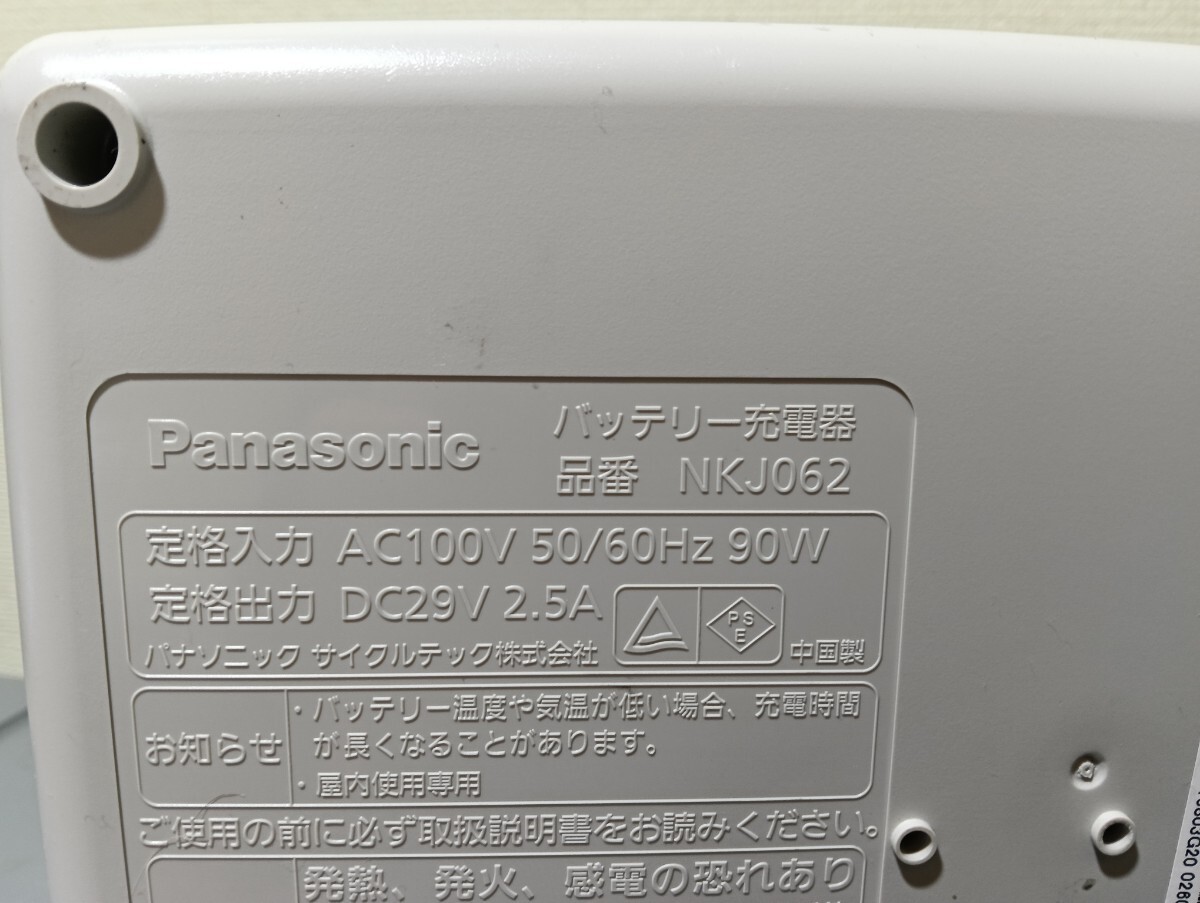 Panasonic バッテリー充電器
品番 NKJ062
定格入力 AC100V 50/60Hz 90W
定格出力 DC29V 2.5A
パナソニック サイクルテック株式会社
PS
E
中国製
お知らせ
・バッテリー温度や気温が低い場合、充電時間
が長くなることがあります。
・屋内使用専用
ご使用の前に必ず取扱説明書をお読みください。
発熱、発火、感電の恐れあり